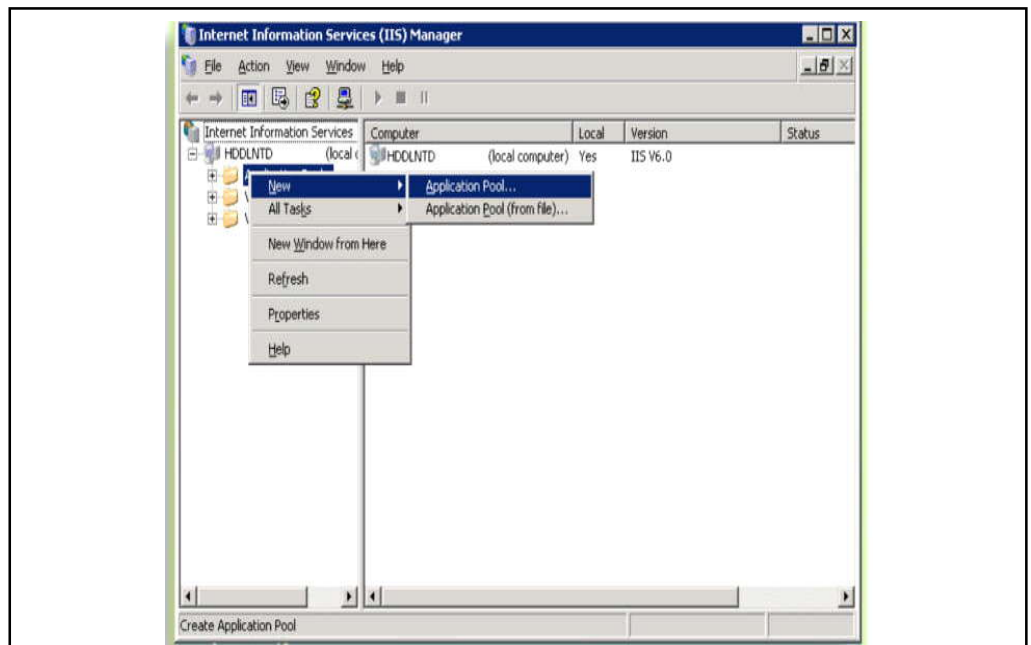 Internet Information Services (IIS) Manager
File Action View Window Help
Internet Information Services
HDDLNTD (local c
Computer Local Version Status
HDDLNTD (local computer) Yes IIS V6.0
New
All Tasks
New Window from Here
Refresh
Properties
Help
Application Pool...
Application Pool (from file)...
Create Application Pool